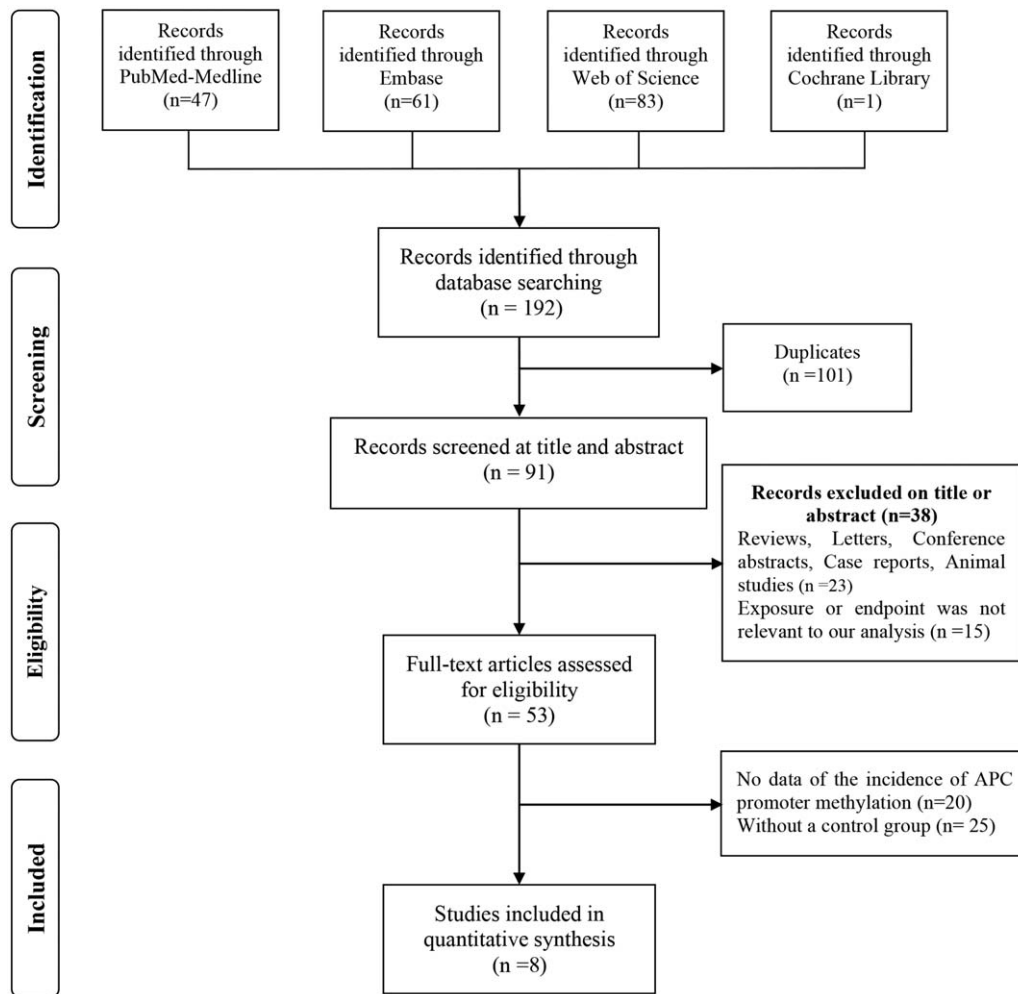 Identification
Records
identified through
PubMed-Medline
(n=47)
Records
identified through
Embase
(n=61)
Records
identified through
Web of Science
(n=83)
Records
identified through
Cochrane Library
(n=1)
Records identified through
database searching
(n = 192)
Screening
Duplicates
(n =101)
Records screened at title and abstract
(n = 91)
Records excluded on title or
abstract (n=38)
Reviews, Letters, Conference
abstracts, Case reports, Animal
studies (n =23)
Exposure or endpoint was not
relevant to our analysis (n =15)
Eligibility
Full-text articles assessed
for eligibility
(n = 53)
No data of the incidence of APC
promoter methylation (n=20)
Without a control group (n= 25)
Included
Studies included in
quantitative synthesis
(n =8)